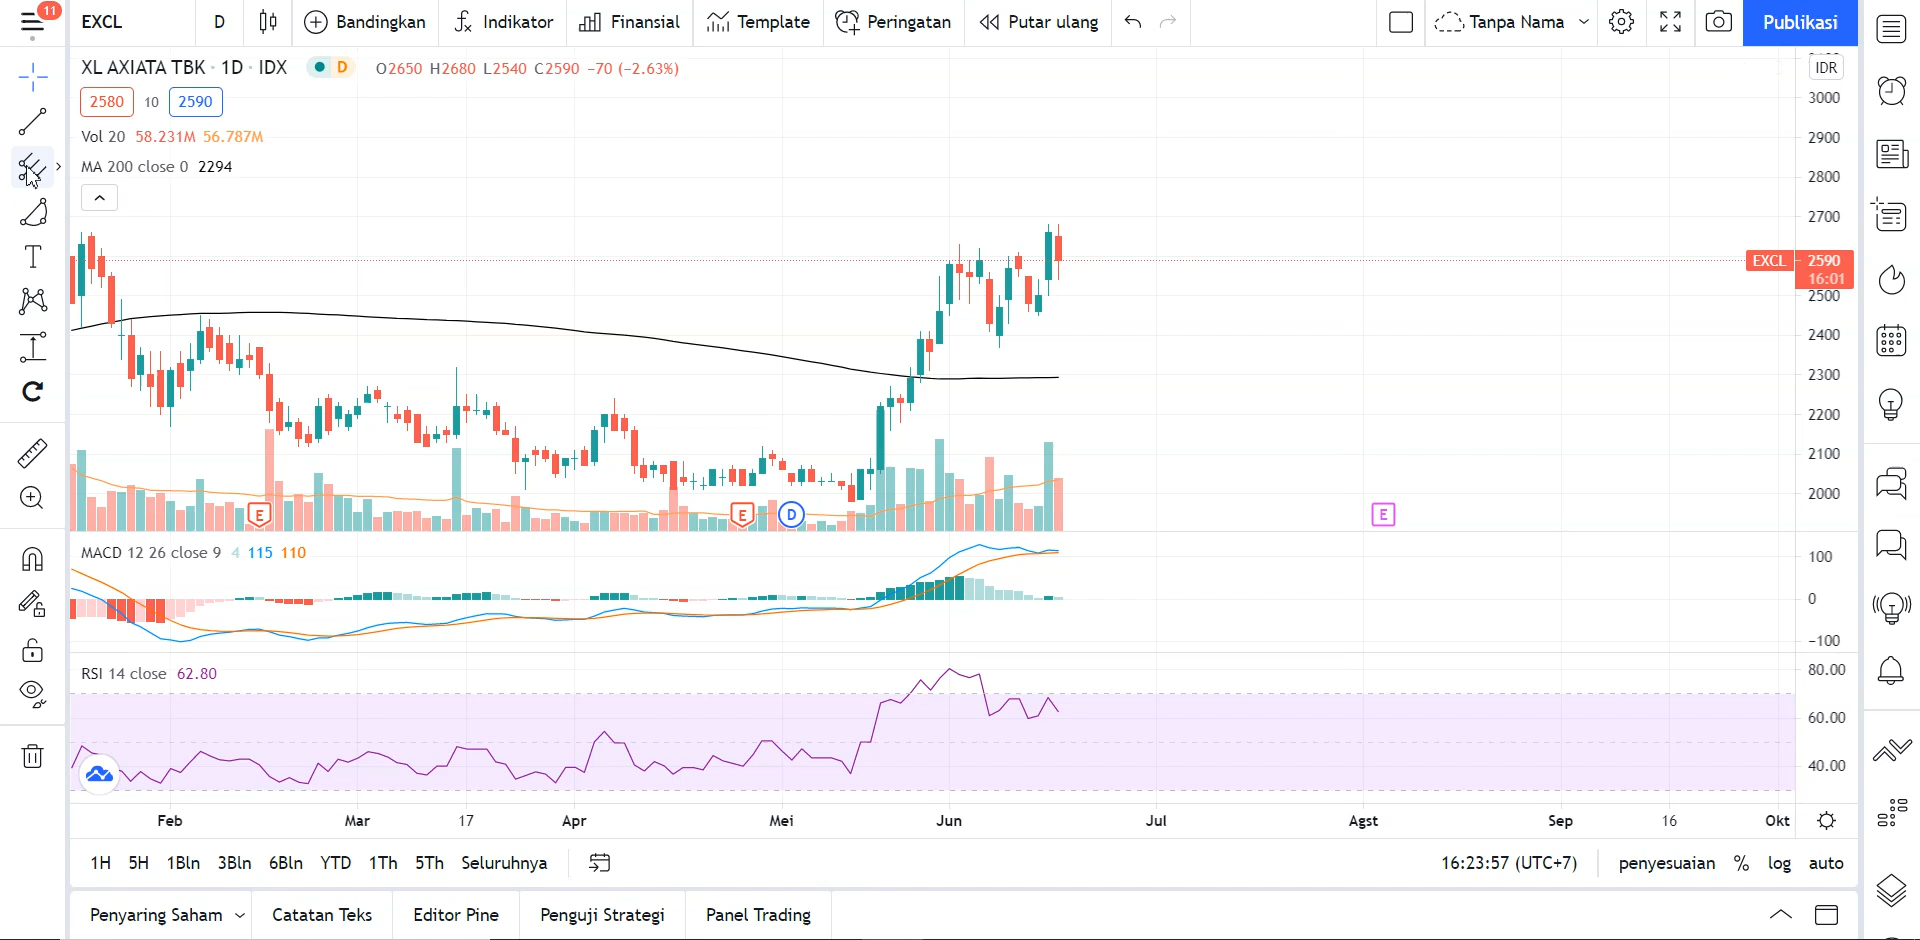 11
EXCL D Bandingkan Indikator Finansial Template Peringatan Putar ulang Tanpa Nama Publikasi
XL AXIATA TBK · 1D · IDX D O2650 H2680 L2540 C2590 −70 (−2.63%)
IDR
2580 10 2590
Vol 20 58.231M 56.787M
MA 200 close 0 2294
3000
2900
2800
2700
EXCL 2590
16:01
2500
2400
2300
2200
2100
2000
E E D E
MACD 12 26 close 9 4 115 110
100
0
−100
RSI 14 close 62.80
80.00
60.00
40.00
Feb Mar 17 Apr Mei Jun Jul Agst Sep 16 Okt
1H 5H 1Bln 3Bln 6Bln YTD 1Th 5Th Seluruhnya 16:23:57 (UTC+7) penyesuaian % log auto
Penyaring Saham Catatan Teks Editor Pine Penguji Strategi Panel Trading